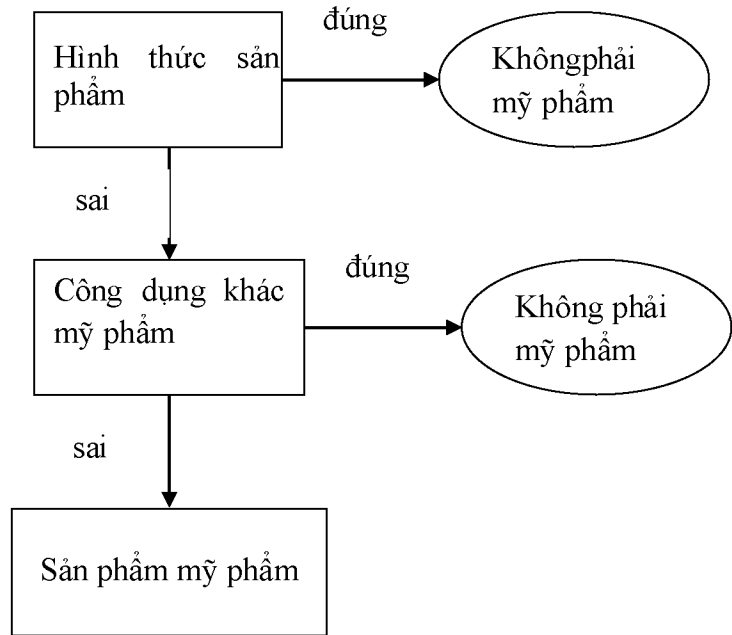 đúng
Hình thức sản
phẩm
Khôngphải
mỹ phẩm
sai
đúng
Công dụng khác
mỹ phẩm
Không phải
mỹ phẩm
sai
Sản phẩm mỹ phẩm